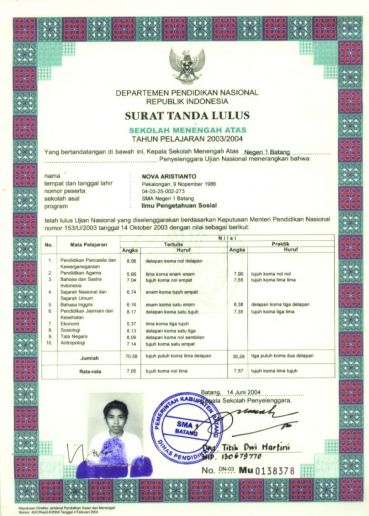 DEPARTEMEN PENDIDIKAN NASIONAL
REPUBLIK INDONESIA
SURAT TANDA LULUS
SEKOLAH MENENGAH ATAS
TAHUN PELAJARAN 2003/2004
Yang bertandatangan di bawah ini, Kepala Sekolah Menengah Atas Negeri 1 Batang
Penyelenggara Ujian Nasional menerangkan bahwa:
nama : NOVA ARISTIANTO
tempat dan tanggal lahir : Pekalongan, 9 Nopember 1986
nomor peserta : 04-03-25-002-273
sekolah asal : SMA Negeri 1 Batang
program : Ilmu Pengetahuan Sosial
telah lulus Ujian Nasional yang diselenggarakan berdasarkan Keputusan Menteri Pendidikan Nasional
nomor 153/U/2003 tanggal 14 Oktober 2003 dengan nilai sebagai berikut:
Nilai
No. Mata Pelajaran Tertulis Praktik
Angka Huruf Angka Huruf
1. Pendidikan Pancasila dan Kewarganegaraan 8.08 delapan koma nol delapan
2. Pendidikan Agama 5.66 lima koma enam enam 7,00 tujuh koma nol nol
3. Bahasa dan Sastra Indonesia 7.04 tujuh koma nol empat 7,55 tujuh koma lima lima
4. Sejarah Nasional dan Sejarah Umum 6.74 enam koma tujuh empat
5. Bahasa Inggris 6.16 enam koma satu enam 8,38 delapan koma tiga delapan
6. Pendidikan Jasmani dan Kesehatan 8.17 delapan koma satu tujuh 7,35 tujuh koma tiga lima
7. Ekonomi 5.37 lima koma tiga tujuh
8. Sosiologi 8.13 delapan koma satu tiga
9. Tata Negara 8.09 delapan koma nol sembilan
10. Antropologi 7.14 tujuh koma satu empat
Jumlah 70,58 tujuh puluh koma lima delapan 30,28 tiga puluh koma dua delapan
Rata-rata 7,05 tujuh koma nol lima 7,57 tujuh koma lima tujuh
Batang, 14 Juni 2004
Kepala Sekolah Penyelenggara,
PEMERINTAH KABUPATEN BATANG
SMA 1
BATANG
DINAS PENDIDIKAN
Titik Dwi Hartini
NIP. 130679770
No. DN-03 Mu 0138378